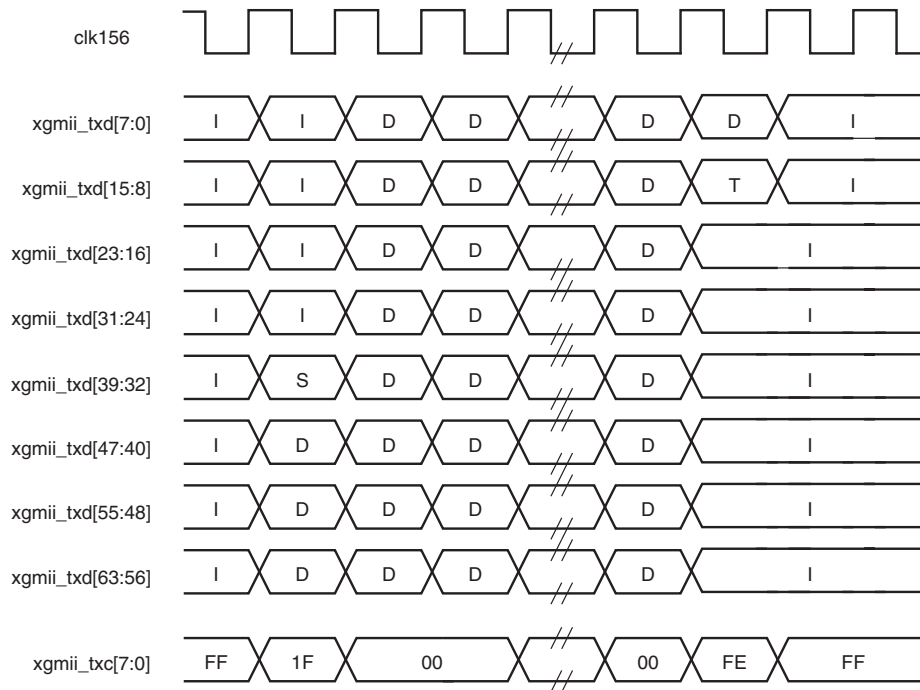 clk156
xgmii_txd[7:0] I I D D D D I
xgmii_txd[15:8] I I D D D T I
xgmii_txd[23:16] I I D D D I
xgmii_txd[31:24] I I D D D I
xgmii_txd[39:32] I S D D D I
xgmii_txd[47:40] I D D D D I
xgmii_txd[55:48] I D D D D I
xgmii_txd[63:56] I D D D D I
xgmii_txc[7:0] FF 1F 00 00 FE FF